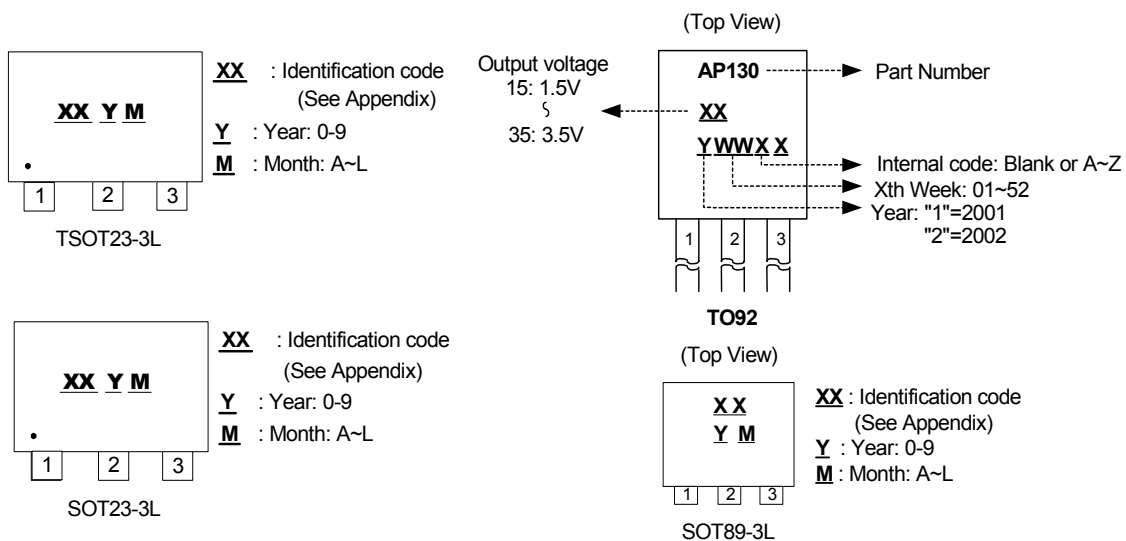 XX Y M
1 2 3
TSOT23-3L
XX : Identification code
(See Appendix)
Y : Year: 0-9
M : Month: A~L
XX Y M
1 2 3
SOT23-3L
XX : Identification code
(See Appendix)
Y : Year: 0-9
M : Month: A~L
(Top View)
Output voltage
15: 1.5V
35: 3.5V
AP130
Part Number
XX
YWWX X
Internal code: Blank or A~Z
Xth Week: 01~52
Year: "1"=2001
"2"=2002
1 2 3
TO92
(Top View)
X X
Y M
1 2 3
SOT89-3L
XX : Identification code
(See Appendix)
Y : Year: 0-9
M : Month: A~L